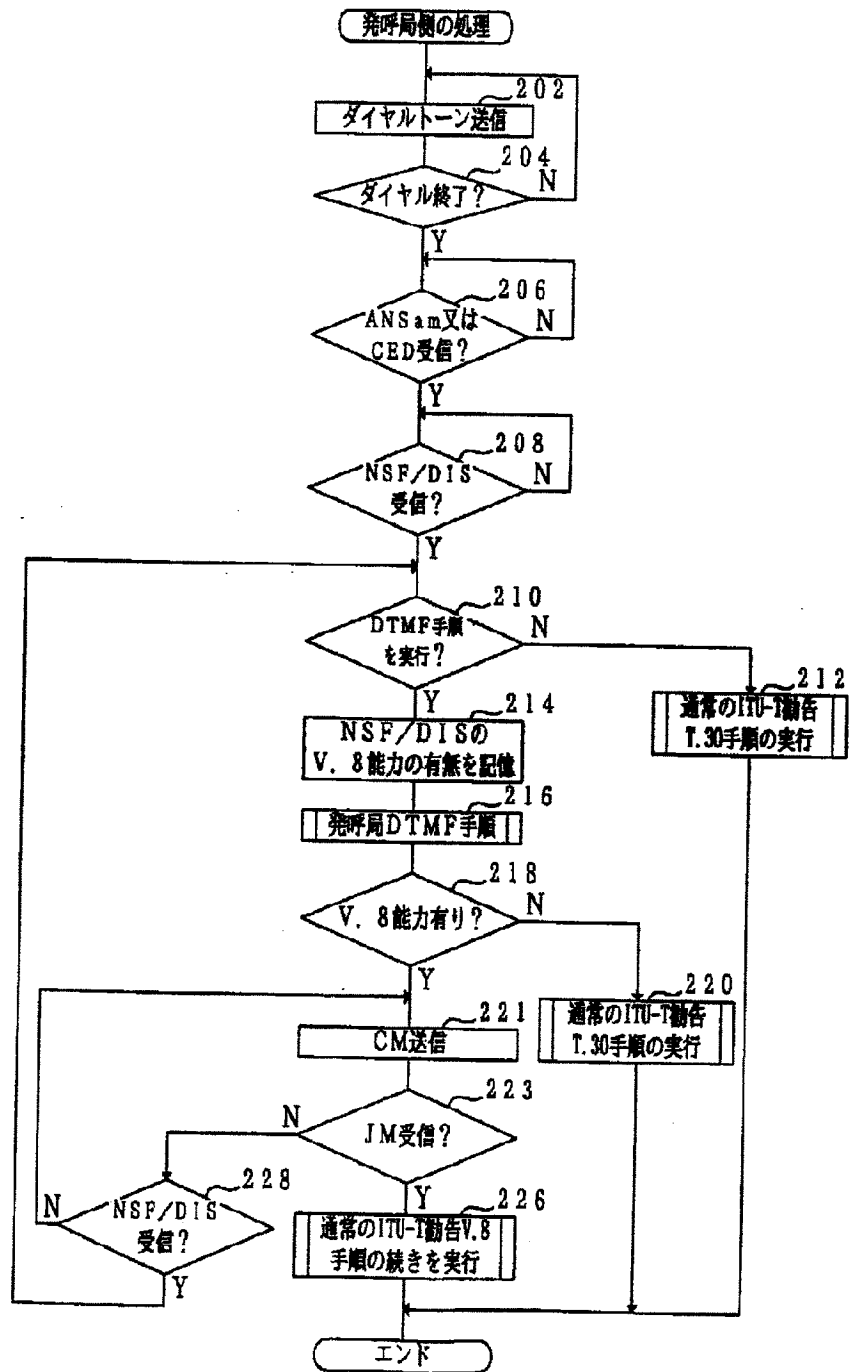 発呼局側の処理
202
ダイヤルトーン送信
204
ダイヤル終了?
N
Y
206
ANSam又は
CED受信?
N
Y
208
NSF/DIS
受信?
N
Y
210
DTMF手順
を実行?
N
Y
212
通常のITU-T勧告
T.30手順の実行
214
NSF/DISの
V.8能力の有無を記憶
216
発呼局DTMF手順
218
V.8能力有り?
N
Y
220
通常のITU-T勧告
T.30手順の実行
221
CM送信
223
JM受信?
N
Y
228
NSF/DIS
受信?
N
Y
226
通常のITU-T勧告V.8
手順の続きを実行
エンド